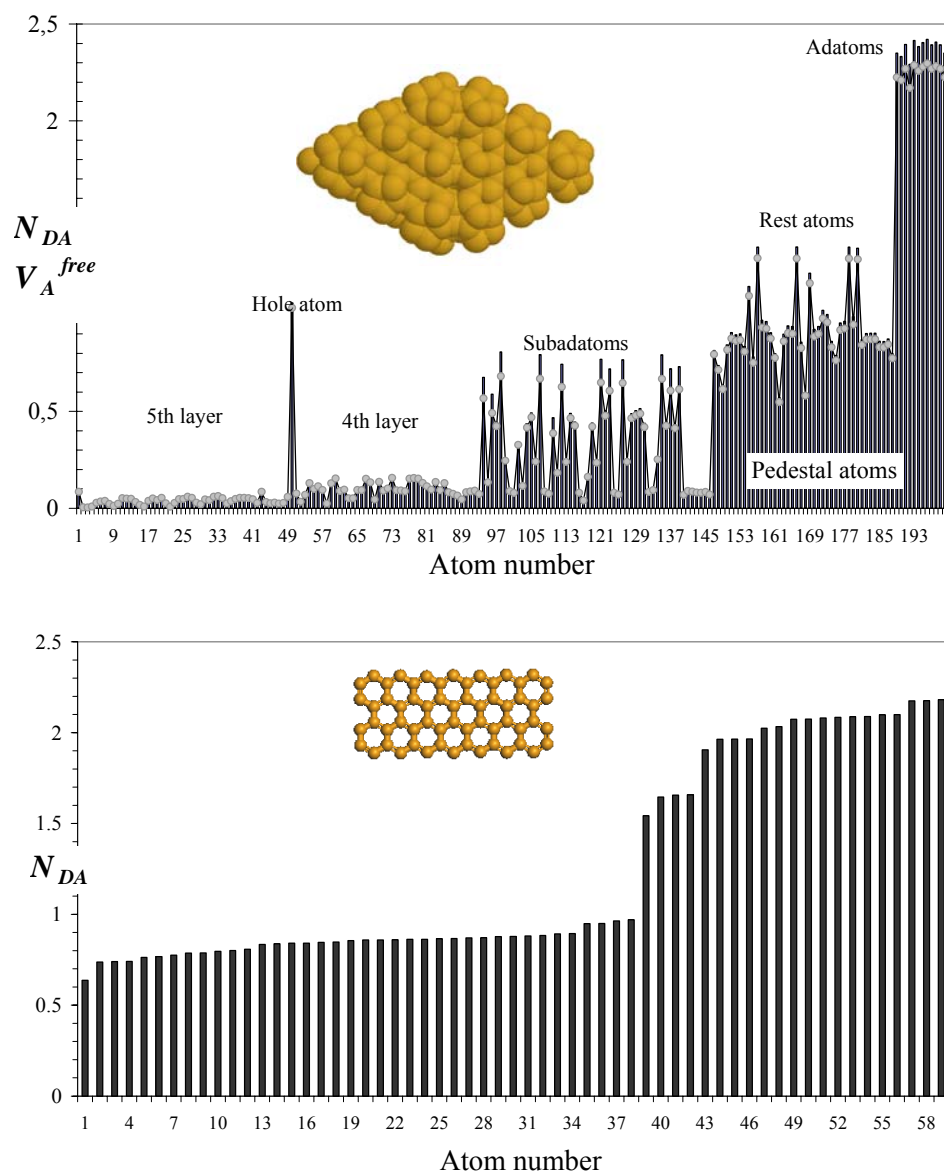 2,5
Adatoms
2
N_DA
V_A^free
Rest atoms
Hole atom
Subadatoms
0,5
5th layer
4th layer
Pedestal atoms
0
1 9 17 25 33 41 49 57 65 73 81 89 97 105 113 121 129 137 145 153 161 169 177 185 193
Atom number
2.5
2
1.5
N_DA
1
0.5
0
1 4 7 10 13 16 19 22 25 28 31 34 37 40 43 46 49 52 55 58
Atom number